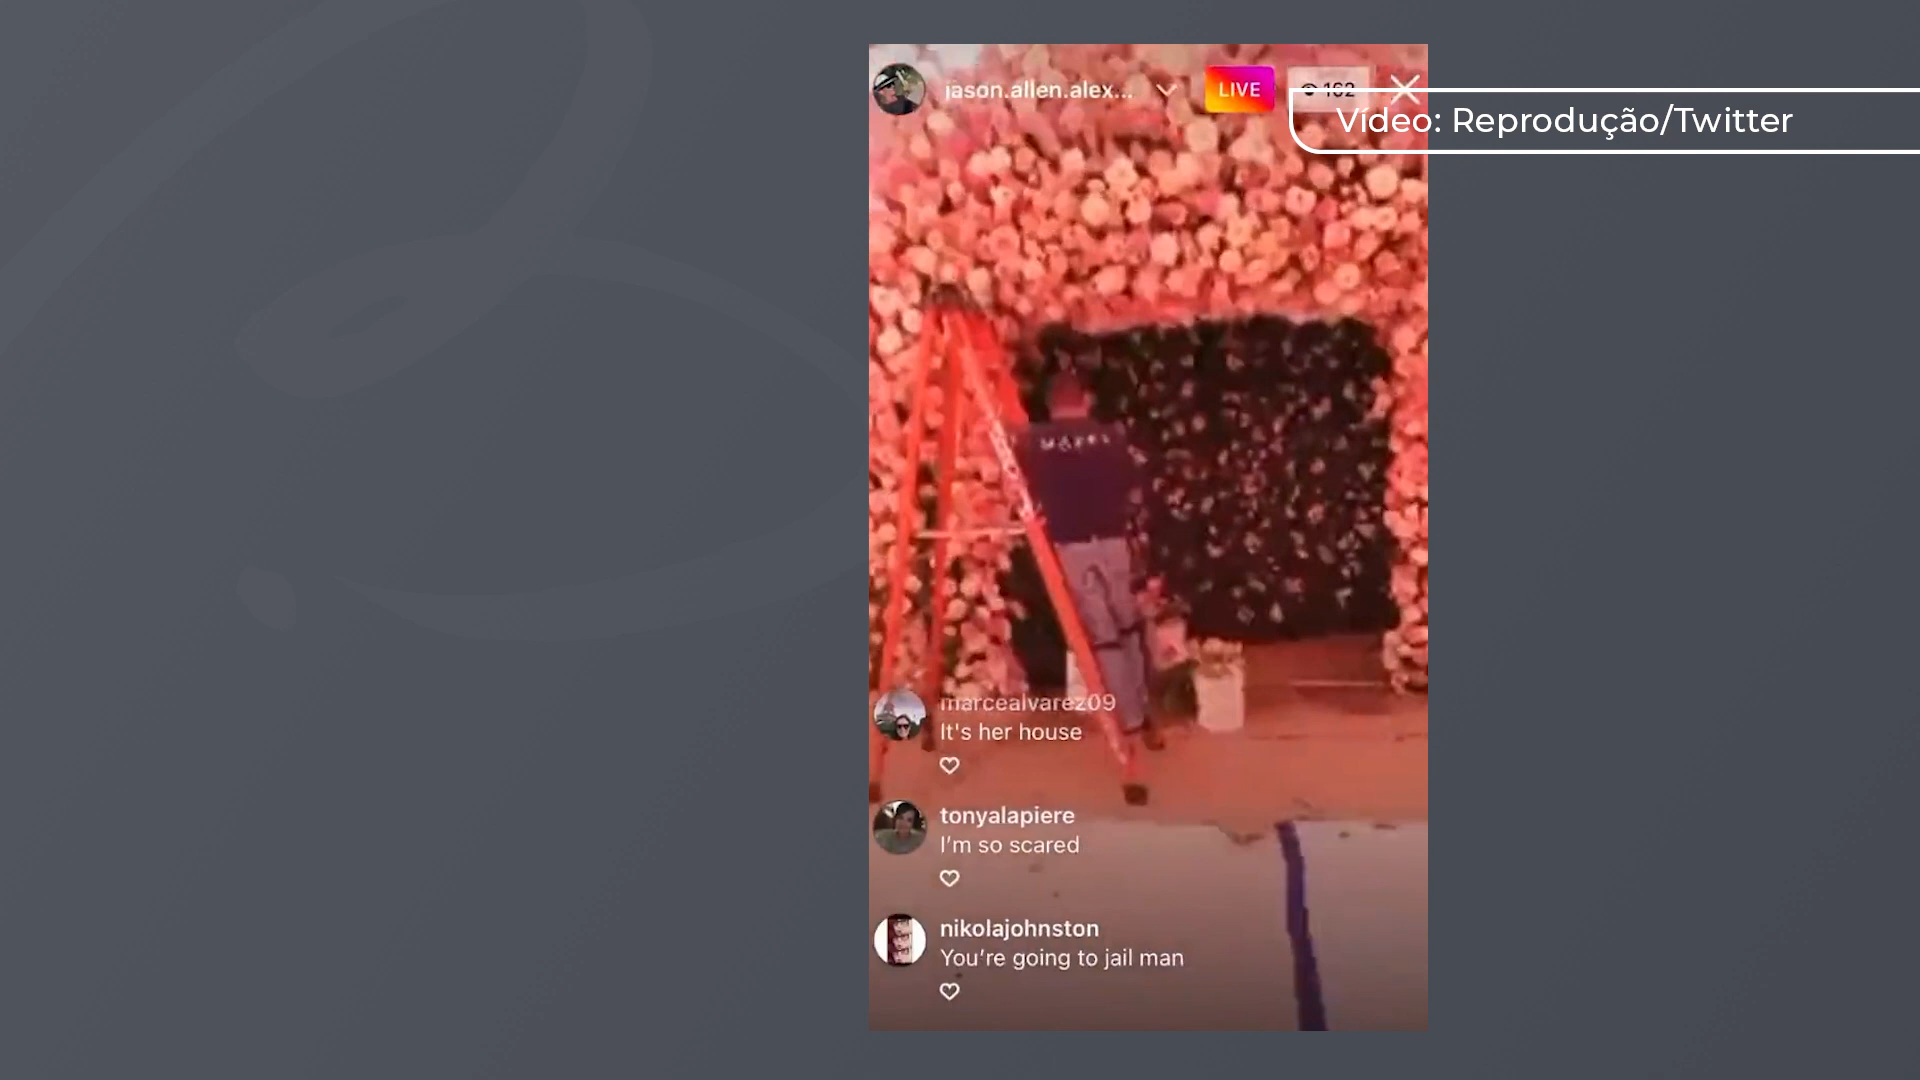 jason.allen.alex...
LIVE
162
Vídeo: Reprodução/Twitter
marcealvarez09
It's her house
tonyalapiere
I'm so scared
nikolajohnston
You're going to jail man